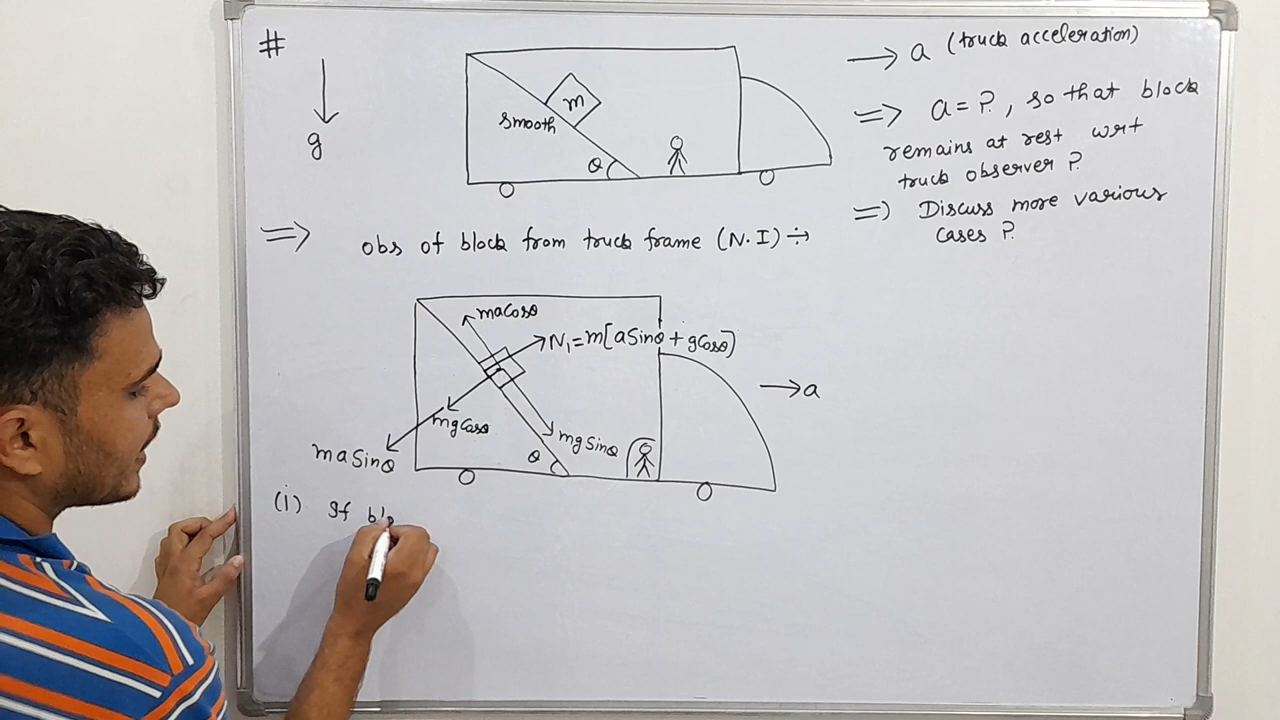 #
g
m
smooth
θ
→ a (truck acceleration)
⇒ a = ?, so that block
remains at rest wrt
truck observer ?
⇒ Discuss more various
cases ?
⇒ obs of block from truck frame (N.I) ÷
macosθ
N₁=m[asinθ + gcosθ]
mgcosθ
masinθ
mgsinθ
θ
→a
(i) If blo